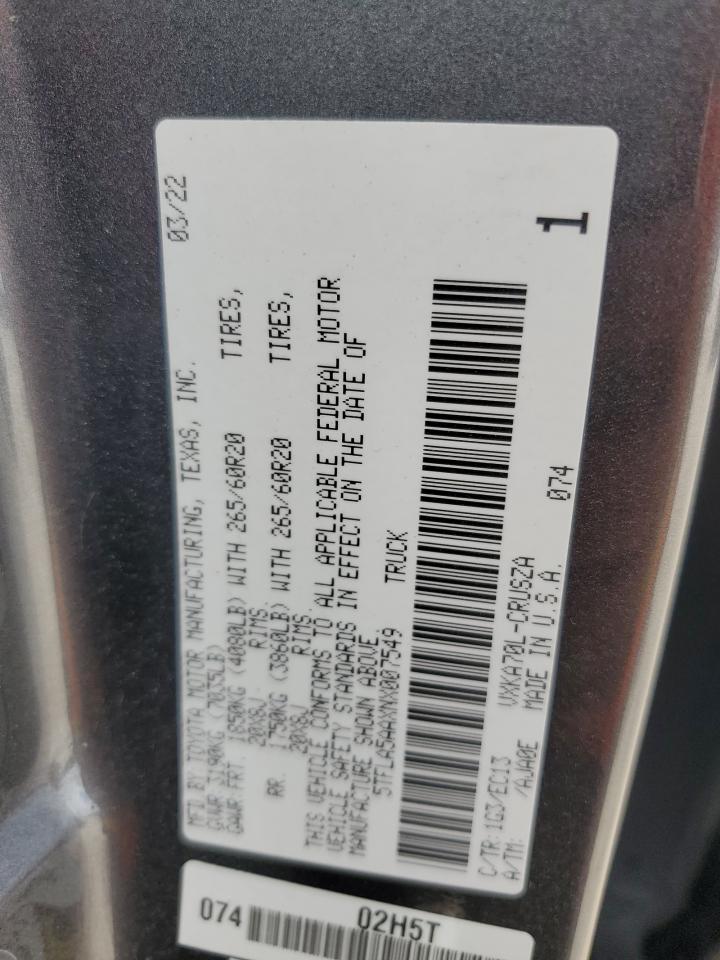 MFD BY TOYOTA MOTOR MANUFACTURING, TEXAS, INC. 03/22
GVWR: 3190KG (7035LB)
GAWR:FRT. 1850KG (4080LB) WITH 265/60R20 TIRES,
20X8J RIMS.
RR. 1750KG (3860LB) WITH 265/60R20 TIRES,
20X8J RIMS.
THIS VEHICLE CONFORMS TO ALL APPLICABLE FEDERAL MOTOR
VEHICLE SAFETY STANDARDS IN EFFECT ON THE DATE OF
MANUFACTURE SHOWN ABOVE.
5TFLA5AAXNX007549 TRUCK
C/TR:1G3/EC13 VXKA70L-CRUSZA 074
A/TM: /AJA0E MADE IN U.S.A.
1
074 02H5T